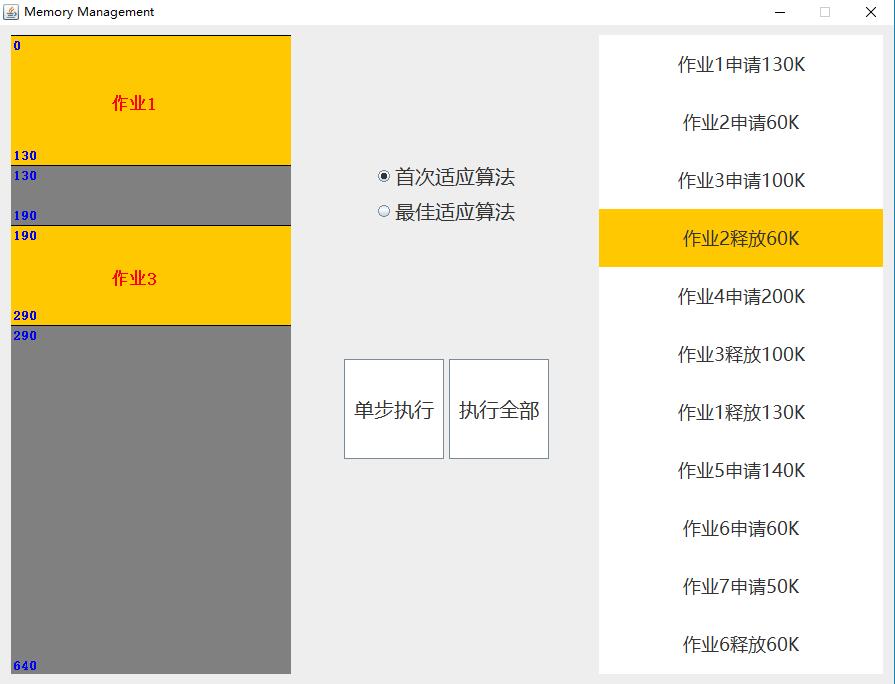 Memory Management
0
作业1
130
130
190
190
作业3
290
290
640
首次适应算法
最佳适应算法
单步执行
执行全部
作业1申请130K
作业2申请60K
作业3申请100K
作业2释放60K
作业4申请200K
作业3释放100K
作业1释放130K
作业5申请140K
作业6申请60K
作业7申请50K
作业6释放60K